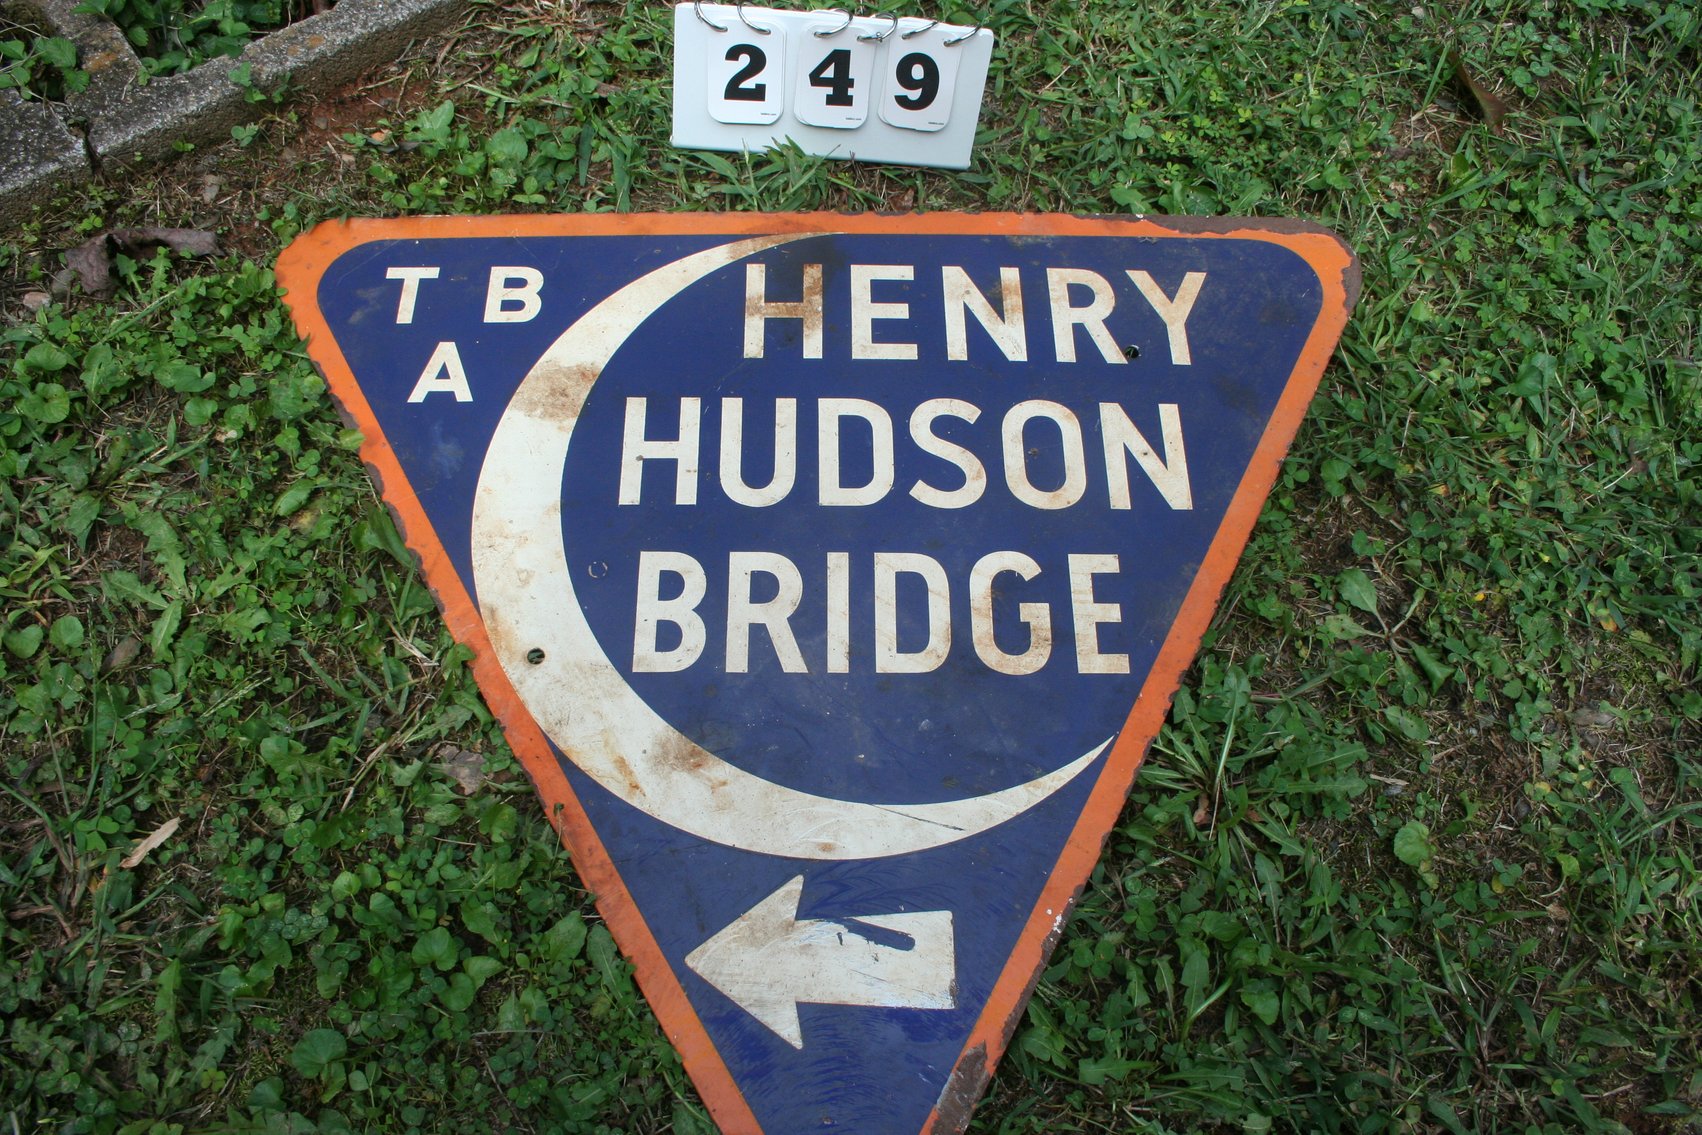 249
T B
A
HENRY
HUDSON
BRIDGE